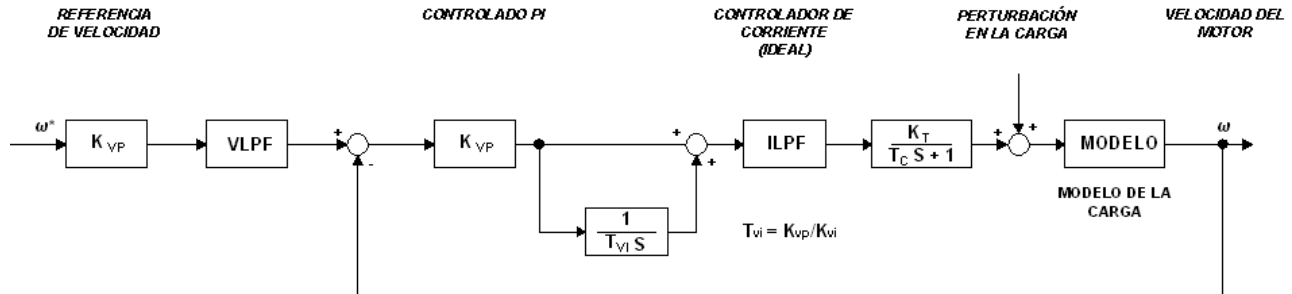 REFERENCIA
DE VELOCIDAD
CONTROLADO PI
CONTROLADOR DE
CORRIENTE
(IDEAL)
PERTURBACIÓN
EN LA CARGA
VELOCIDAD DEL
MOTOR
ω*
K VP
VLPF
+
-
K VP
+
+
ILPF
K T
T C S + 1
+
+
MODELO
ω
MODELO DE LA
CARGA
1
T VI S
Tvi = Kvp/Kvi